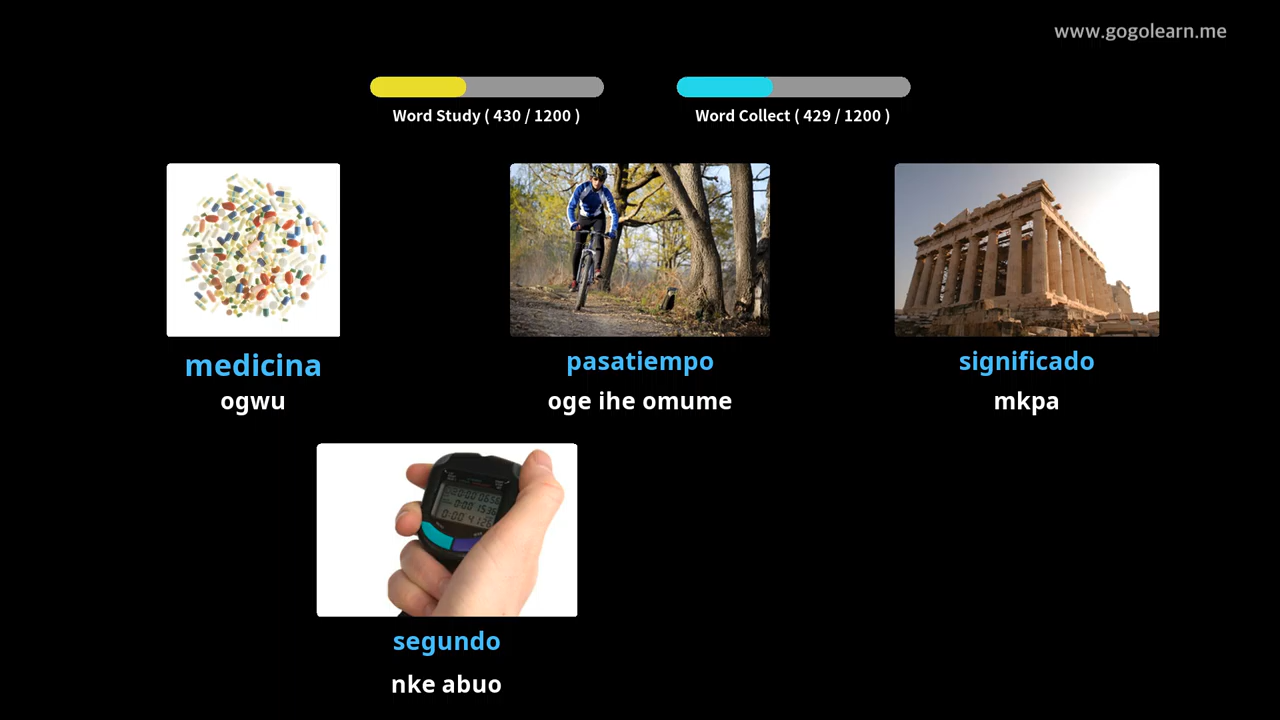 www.gogolearn.me
Word Study ( 430 / 1200 )
Word Collect ( 429 / 1200 )
medicina
ogwu
pasatiempo
oge ihe omume
significado
mkpa
segundo
nke abuo